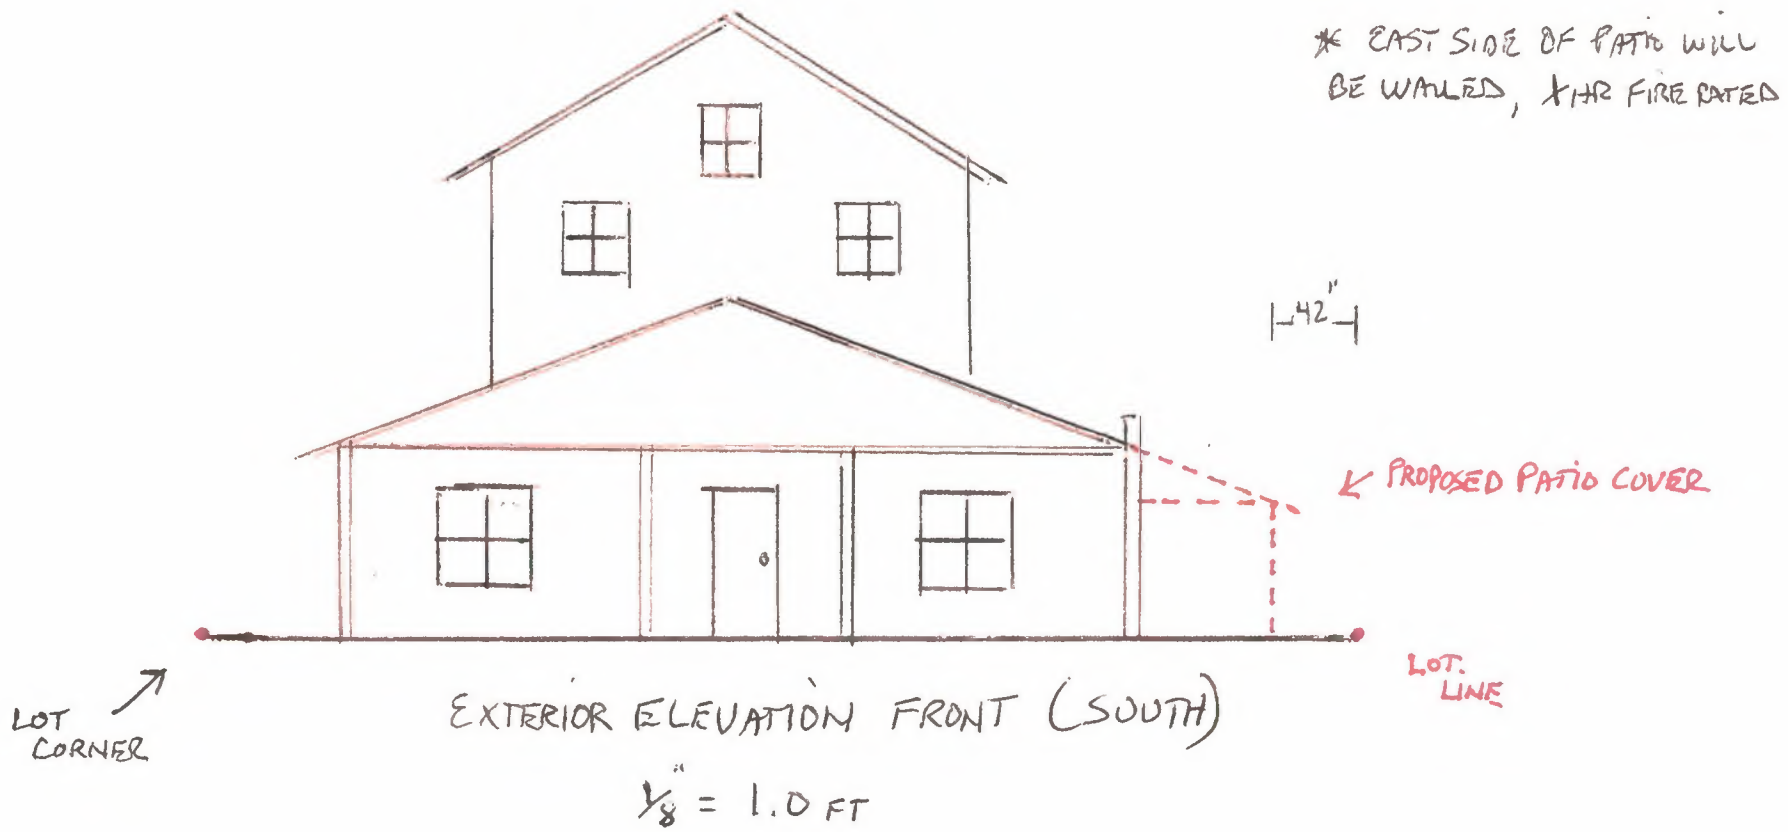 * EAST SIDE OF PATIO WILL
BE WALLED, 1HR FIRE RATED
42"
PROPOSED PATIO COVER
LOT.
LINE
LOT
CORNER
EXTERIOR ELEVATION FRONT (SOUTH)
1/8" = 1.0 FT